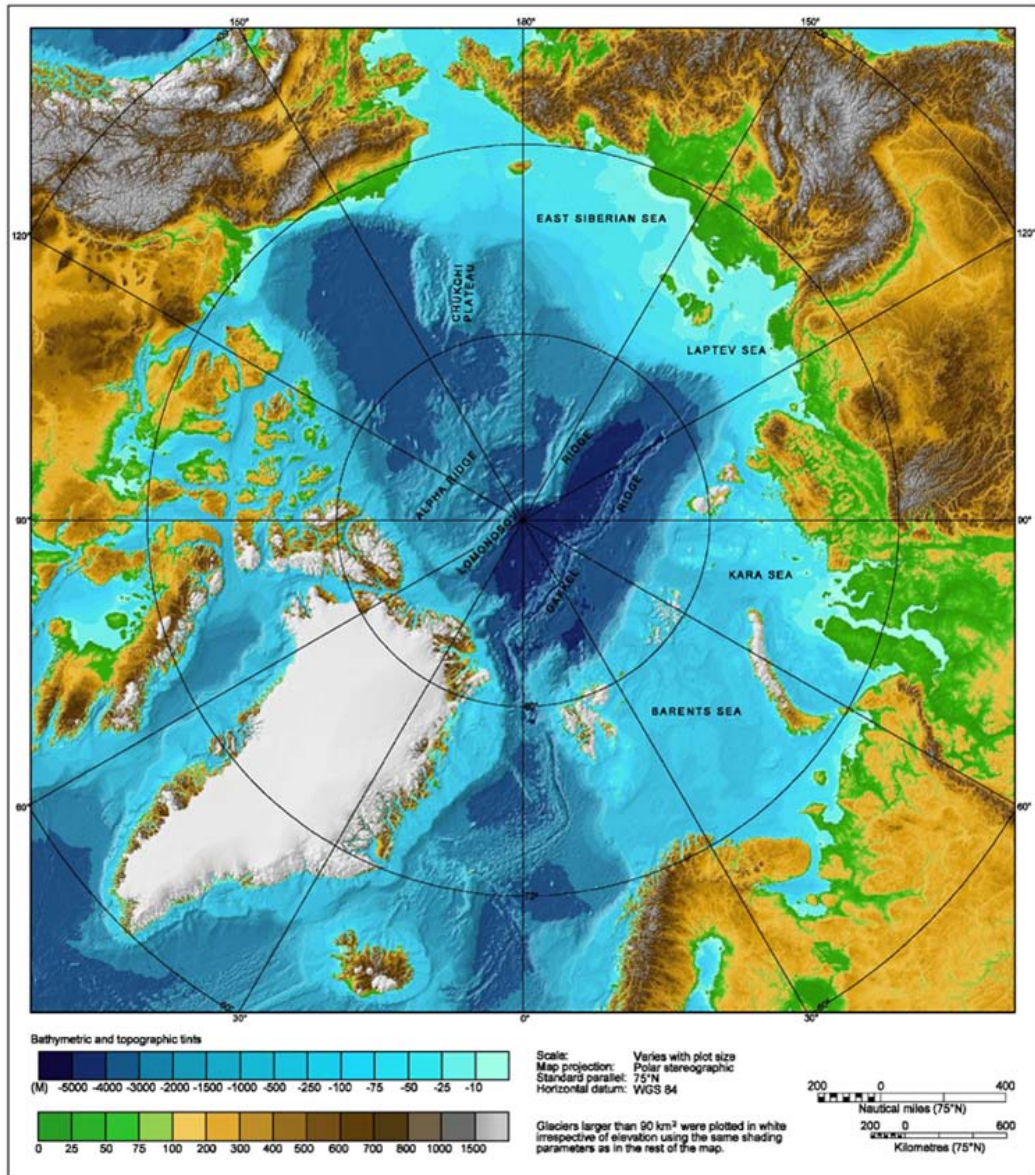 150°
180°
150°
EAST SIBERIAN SEA
120°
120°
CHUKCHI
PLATEAU
LAPTEV SEA
RIDGE
ALPHA RIDGE
RIDGE
90°
90°
LOMONOSOV
KARA SEA
GAKKEL
BARENTS SEA
60°
60°
30°
0°
30°
Bathymetric and topographic tints
(M) -5000 -4000 -3000 -2000 -1500 -1000 -500 -250 -100 -75 -50 -25 -10
0 25 50 75 100 200 300 400 500 600 700 800 1000 1500
Scale: Varies with plot size
Map projection: Polar stereographic
Standard parallel: 75°N
Horizontal datum: WGS 84
Glaciers larger than 90 km² were plotted in white
irrespective of elevation using the same shading
parameters as in the rest of the map.
200 0 400
Nautical miles (75°N)
200 0 600
Kilometres (75°N)